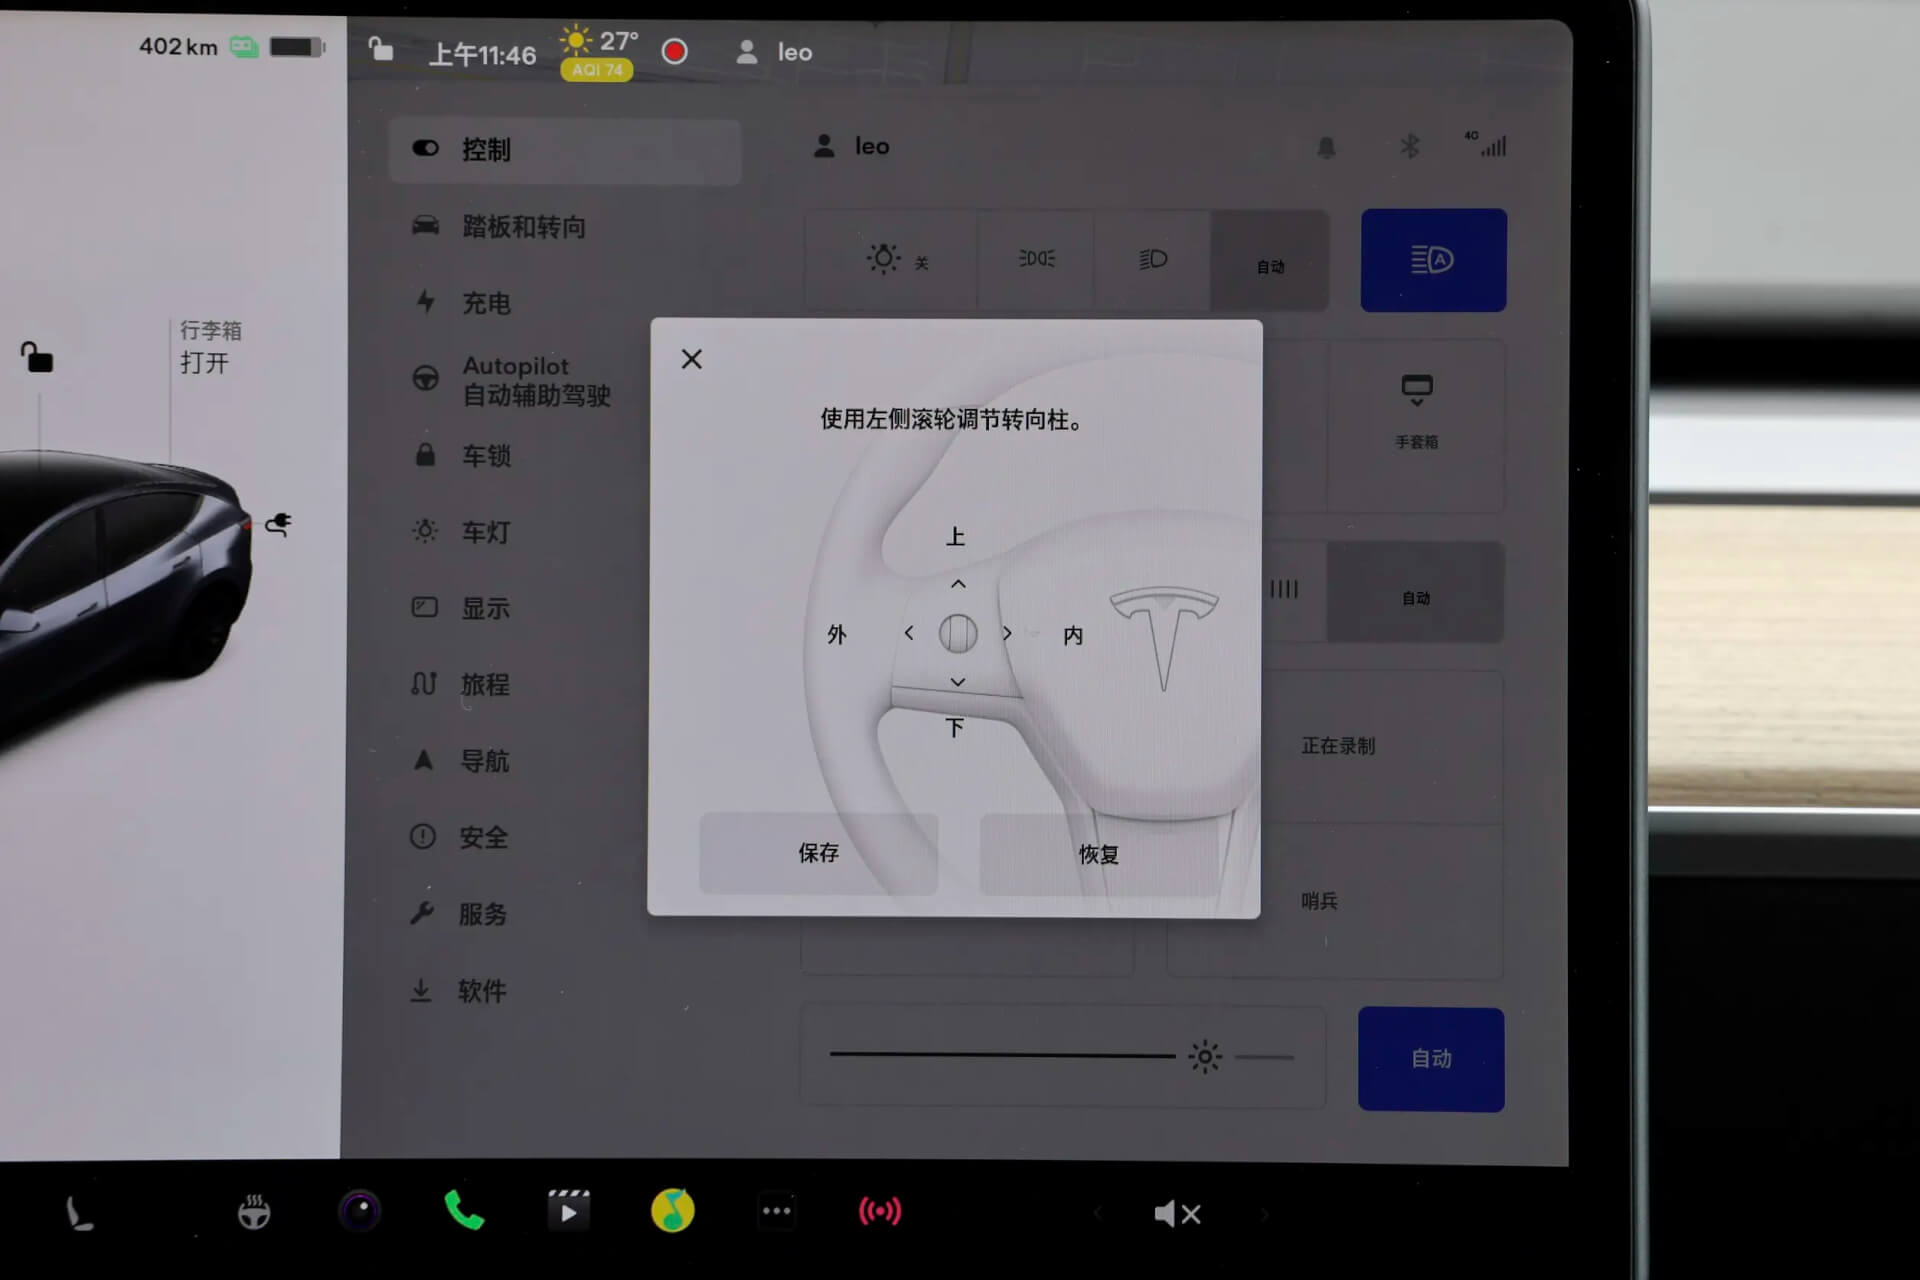 402 km
上午11:46
27°
AQI 74
leo
控制
踏板和转向
充电
Autopilot
自动辅助驾驶
车锁
车灯
显示
旅程
导航
安全
服务
软件
行李箱
打开
leo
4G
关
自动
A
手套箱
自动
正在录制
哨兵
自动
使用左侧滚轮调节转向柱。
上
外
内
下
保存
恢复